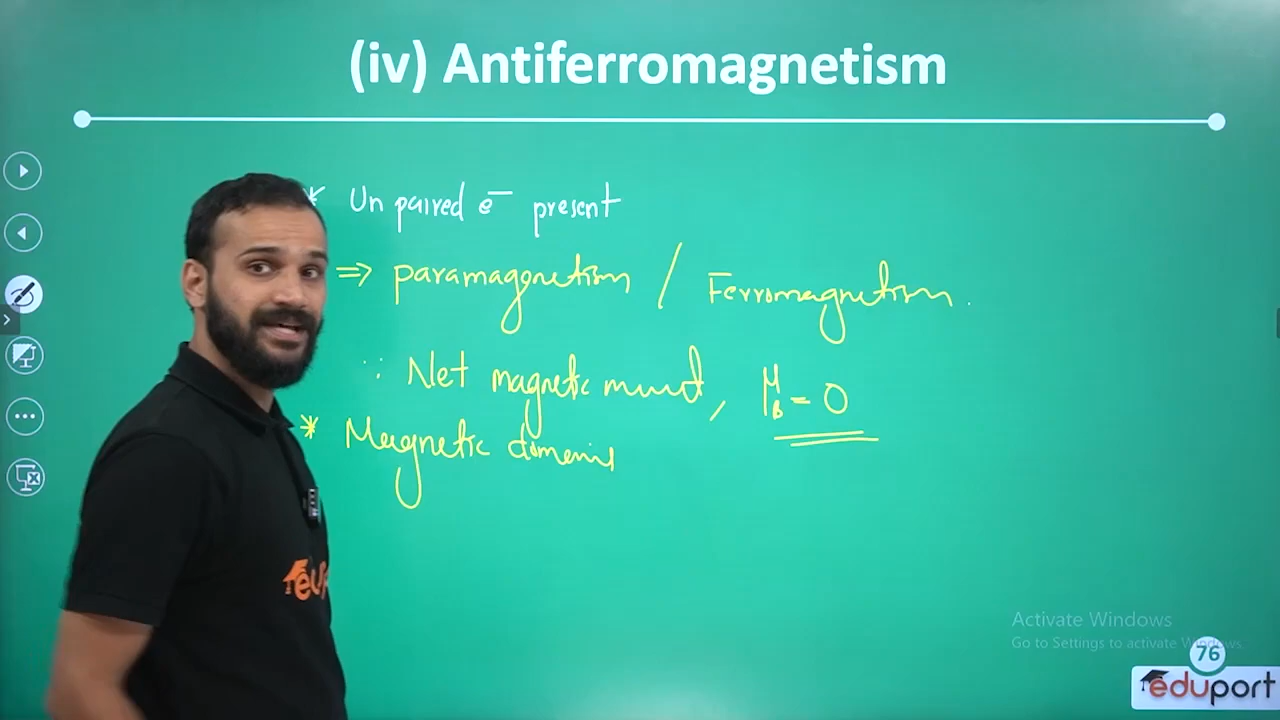 (iv) Antiferromagnetism
* Unpaired e⁻ present
⇒ paramagnetism / Ferromagnetism.
∵ Net magnetic, μB = 0
* Magnetic domains
Activate Windows
Go to Settings to activate Windows.
76
eduport
edup